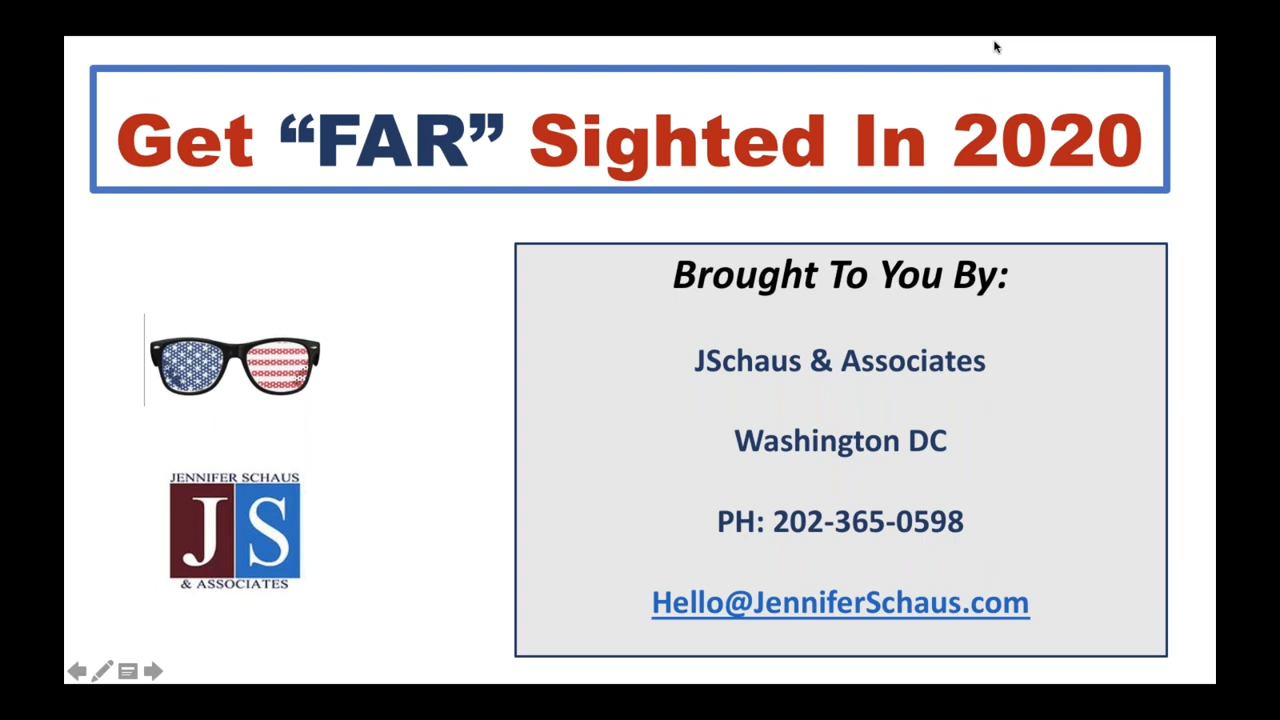 Get “FAR” Sighted In 2020
Brought To You By:
JSchaus & Associates
Washington DC
PH: 202-365-0598
Hello@JenniferSchaus.com
JENNIFER SCHAUS
JS
& ASSOCIATES